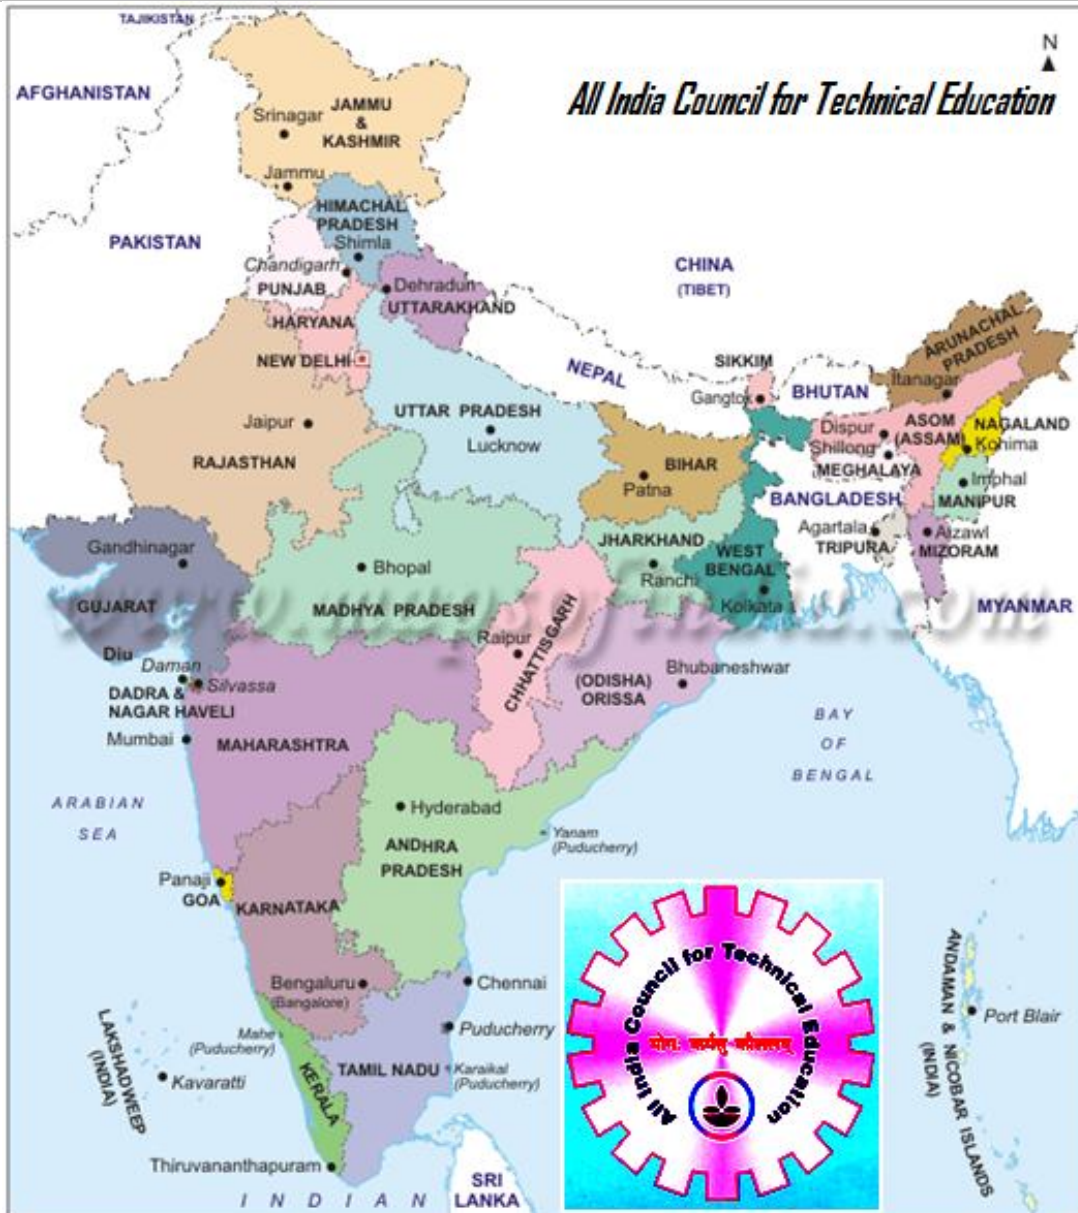 TAJIKISTAN
N
AFGHANISTAN
All India Council for Technical Education
JAMMU
&
KASHMIR
Srinagar
Jammu
HIMACHAL
PRADESH
Shimla
PAKISTAN
Chandigarh
PUNJAB
Dehradun
UTTARAKHAND
CHINA
(TIBET)
HARYANA
NEW DELHI
NEPAL
SIKKIM
Gangtok
BHUTAN
ARUNACHAL
PRADESH
Itanagar
UTTAR PRADESH
Lucknow
Jaipur
RAJASTHAN
Dispur
ASOM
(ASSAM)
NAGALAND
Kohima
Shillong
MEGHALAYA
BIHAR
Patna
Imphal
MANIPUR
BANGLADESH
Agartala
TRIPURA
Aizawl
MIZORAM
Gandhinagar
GUJARAT
Bhopal
MADHYA PRADESH
JHARKHAND
Ranchi
WEST
BENGAL
Kolkata
MYANMAR
www.mapsofindia.com
Diu
Daman
Silvassa
DADRA &
NAGAR HAVELI
Mumbai
MAHARASHTRA
Raipur
CHHATTISGARH
Bhubaneshwar
(ODISHA)
ORISSA
BAY
OF
BENGAL
ARABIAN
SEA
Hyderabad
ANDHRA
PRADESH
Yanam
(Puducherry)
Panaji
GOA
KARNATAKA
Bengaluru
(Bangalore)
Chennai
Puducherry
Mahe
(Puducherry)
KERALA
TAMIL NADU
Karaikal
(Puducherry)
LAKSHADWEEP
(INDIA)
Kavaratti
Thiruvananthapuram
All India Council for Technical Education
योगः कर्मसु कौशलम्
ANDAMAN & NICOBAR ISLANDS
(INDIA)
Port Blair
SRI
LANKA
INDIAN